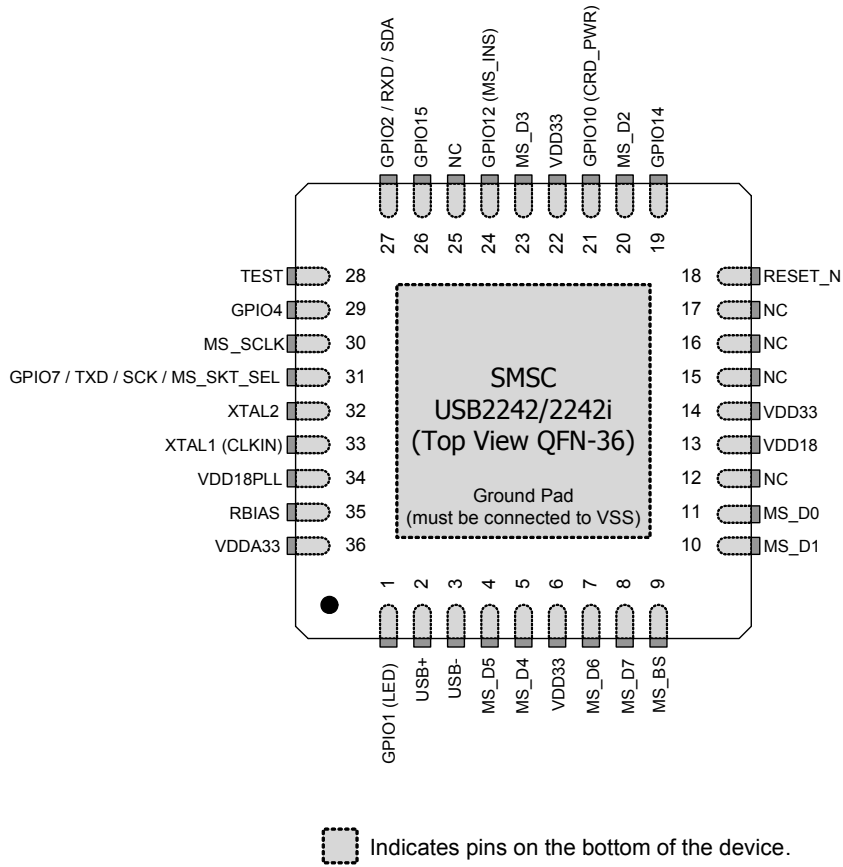 GPIO2 / RXD / SDA
GPIO15
NC
GPIO12 (MS_INS)
MS_D3
VDD33
GPIO10 (CRD_PWR)
MS_D2
GPIO14
27
26
25
24
23
22
21
20
19
TEST 28
GPIO4 29
MS_SCLK 30
GPIO7 / TXD / SCK / MS_SKT_SEL 31
XTAL2 32
XTAL1 (CLKIN) 33
VDD18PLL 34
RBIAS 35
VDDA33 36
SMSC
USB2242/2242i
(Top View QFN-36)
Ground Pad
(must be connected to VSS)
18 RESET_N
17 NC
16 NC
15 NC
14 VDD33
13 VDD18
12 NC
11 MS_D0
10 MS_D1
1
2
3
4
5
6
7
8
9
GPIO1 (LED)
USB+
USB-
MS_D5
MS_D4
VDD33
MS_D6
MS_D7
MS_BS
Indicates pins on the bottom of the device.